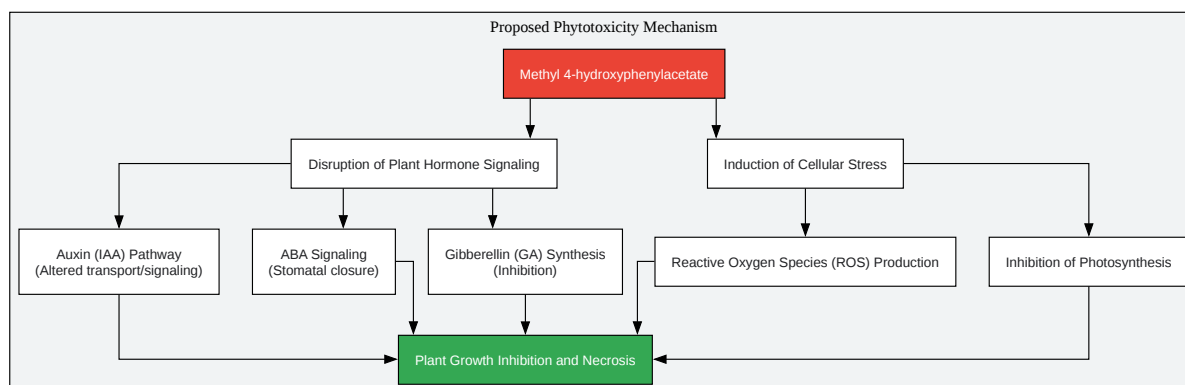 Proposed Phytotoxicity Mechanism
Methyl 4-hydroxyphenylacetate
Disruption of Plant Hormone Signaling
Induction of Cellular Stress
Auxin (IAA) Pathway
(Altered transport/signaling)
ABA Signaling
(Stomatal closure)
Gibberellin (GA) Synthesis
(Inhibition)
Reactive Oxygen Species (ROS) Production
Inhibition of Photosynthesis
Plant Growth Inhibition and Necrosis